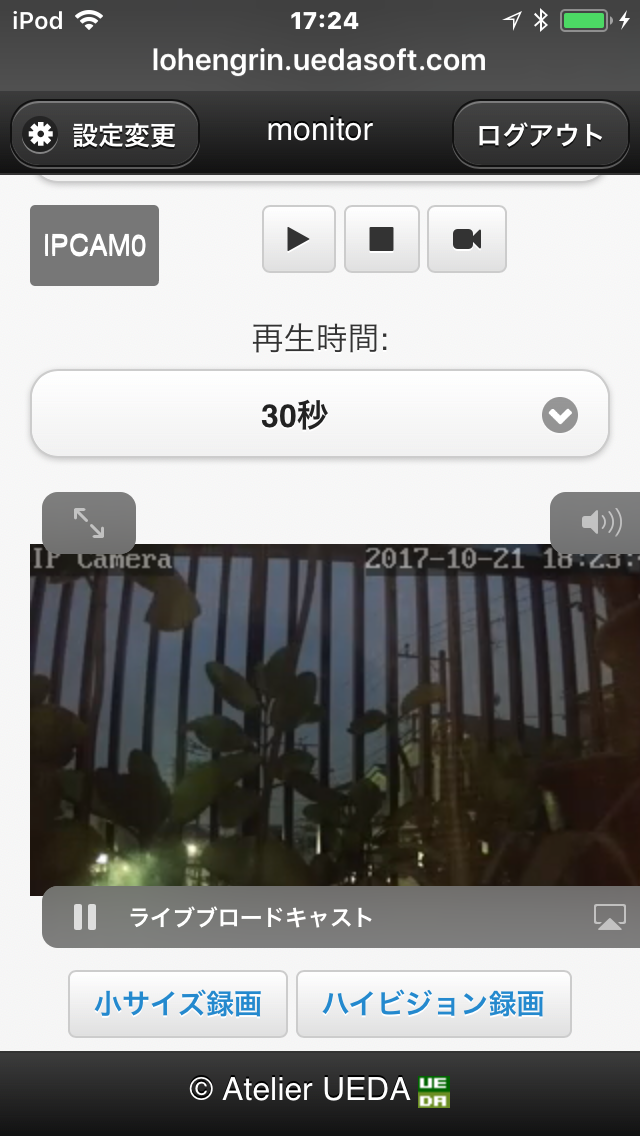 iPod 17:24
lohengrin.uedasoft.com
設定変更 monitor ログアウト
IPCAM0
再生時間:
30秒
IP Camera 2017-10-21 18:23:
ライブブロードキャスト
小サイズ録画 ハイビジョン録画
© Atelier UEDA UE
DA